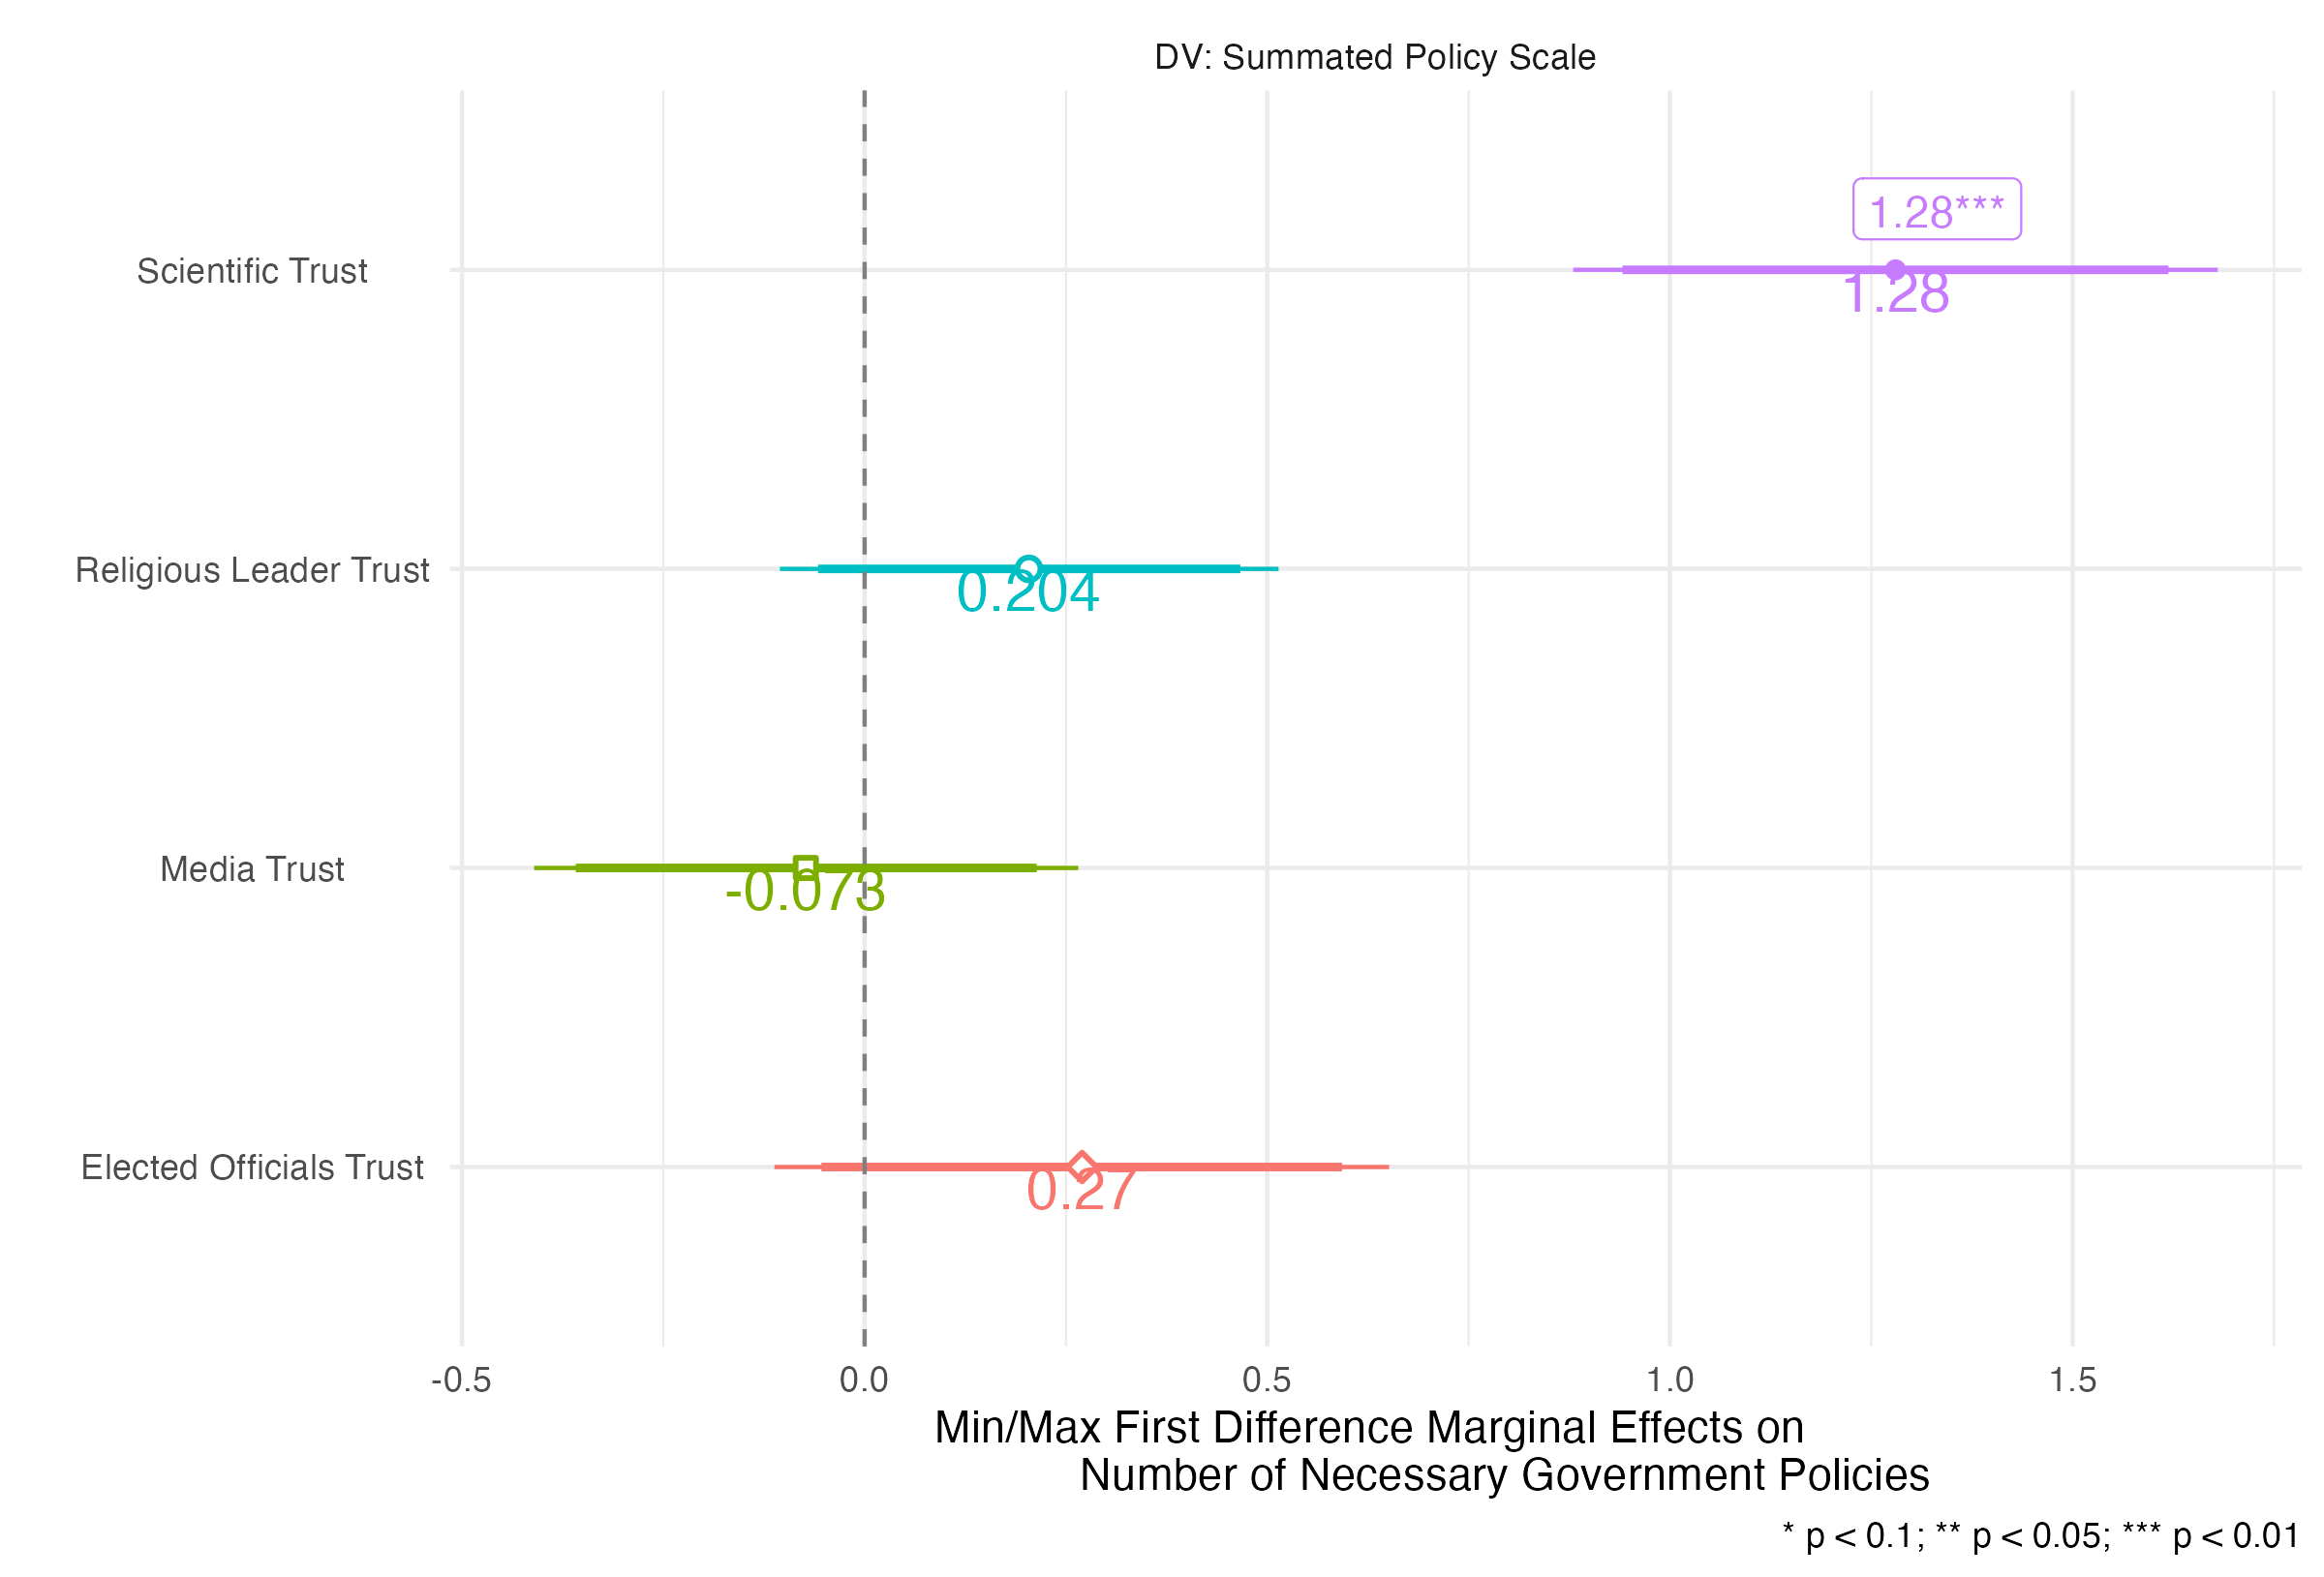 DV: Summated Policy Scale
1.28***
Scientific Trust
1.28
Religious Leader Trust
0.204
Media Trust
-0.073
Elected Officials Trust
0.27
-0.5 0.0 0.5 1.0 1.5
Min/Max First Difference Marginal Effects on
Number of Necessary Government Policies
* p < 0.1; ** p < 0.05; *** p < 0.01